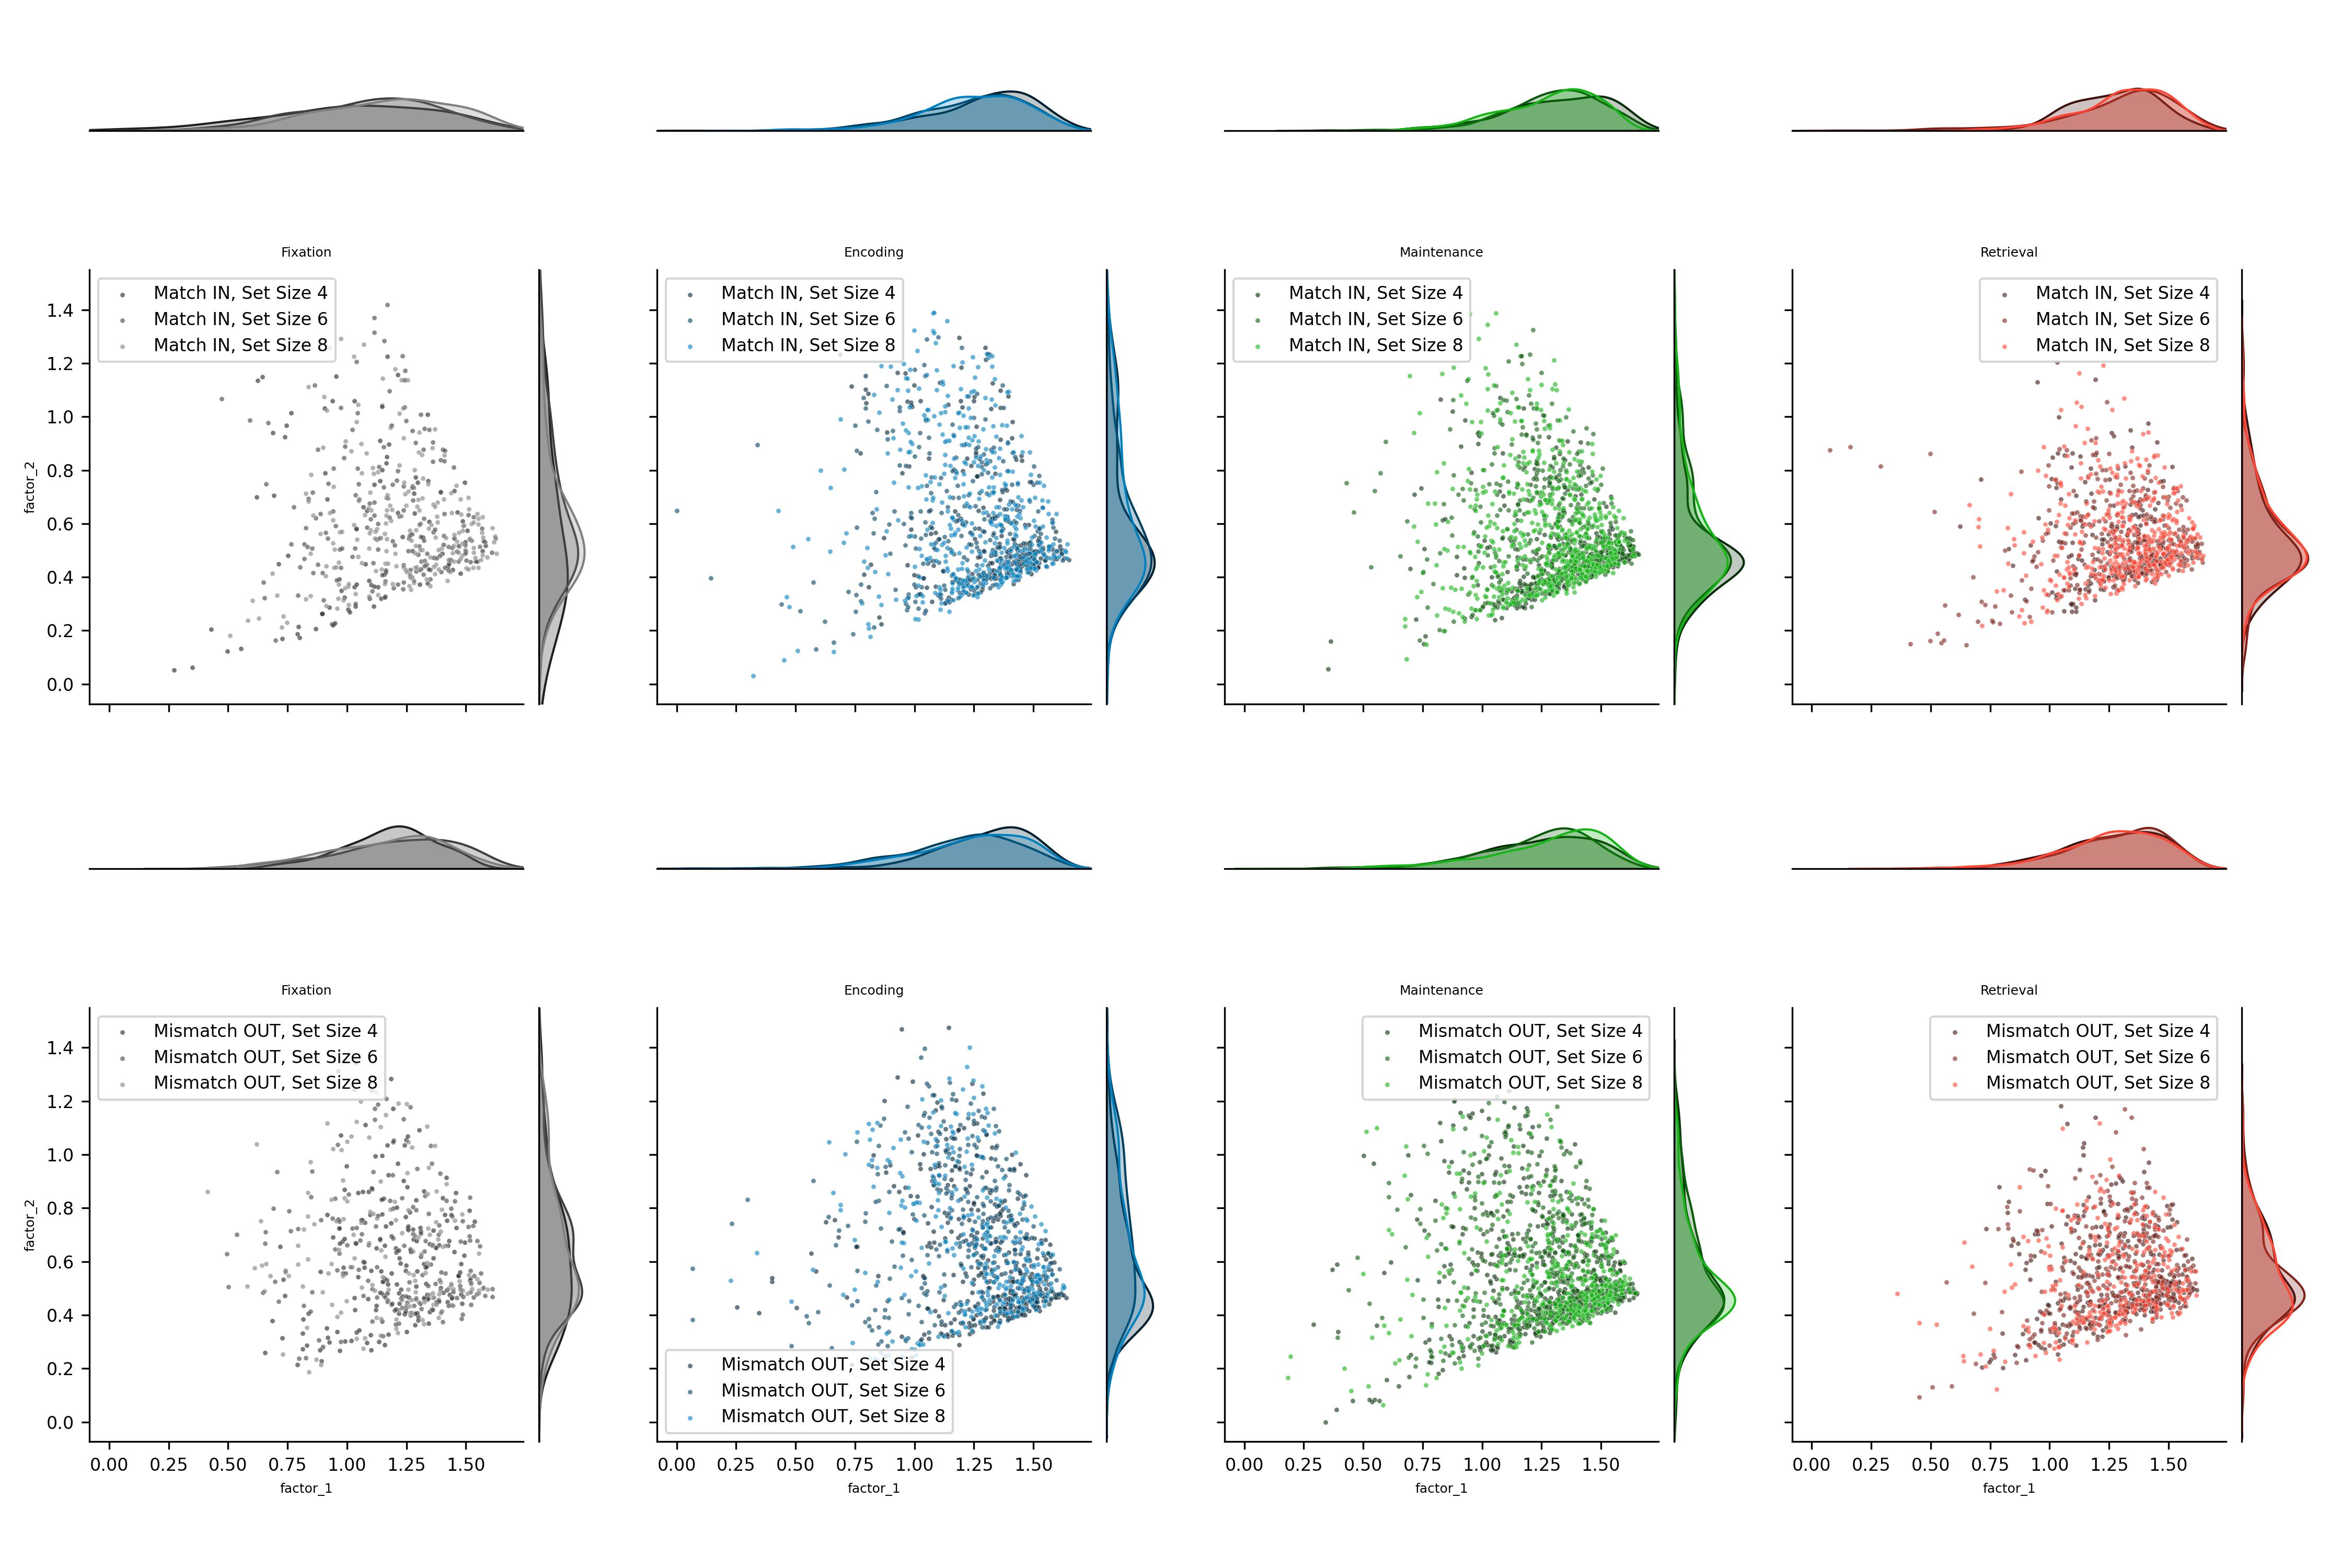 Fixation
Encoding
Maintenance
Retrieval
Match IN, Set Size 4
Match IN, Set Size 6
Match IN, Set Size 8
Match IN, Set Size 4
Match IN, Set Size 6
Match IN, Set Size 8
Match IN, Set Size 4
Match IN, Set Size 6
Match IN, Set Size 8
Match IN, Set Size 4
Match IN, Set Size 6
Match IN, Set Size 8
factor_2
1.4
1.2
1.0
0.8
0.6
0.4
0.2
0.0
Fixation
Encoding
Maintenance
Retrieval
Mismatch OUT, Set Size 4
Mismatch OUT, Set Size 6
Mismatch OUT, Set Size 8
Mismatch OUT, Set Size 4
Mismatch OUT, Set Size 6
Mismatch OUT, Set Size 8
Mismatch OUT, Set Size 4
Mismatch OUT, Set Size 6
Mismatch OUT, Set Size 8
Mismatch OUT, Set Size 4
Mismatch OUT, Set Size 6
Mismatch OUT, Set Size 8
factor_2
1.4
1.2
1.0
0.8
0.6
0.4
0.2
0.0
0.00 0.25 0.50 0.75 1.00 1.25 1.50
factor_1
0.00 0.25 0.50 0.75 1.00 1.25 1.50
factor_1
0.00 0.25 0.50 0.75 1.00 1.25 1.50
factor_1
0.00 0.25 0.50 0.75 1.00 1.25 1.50
factor_1